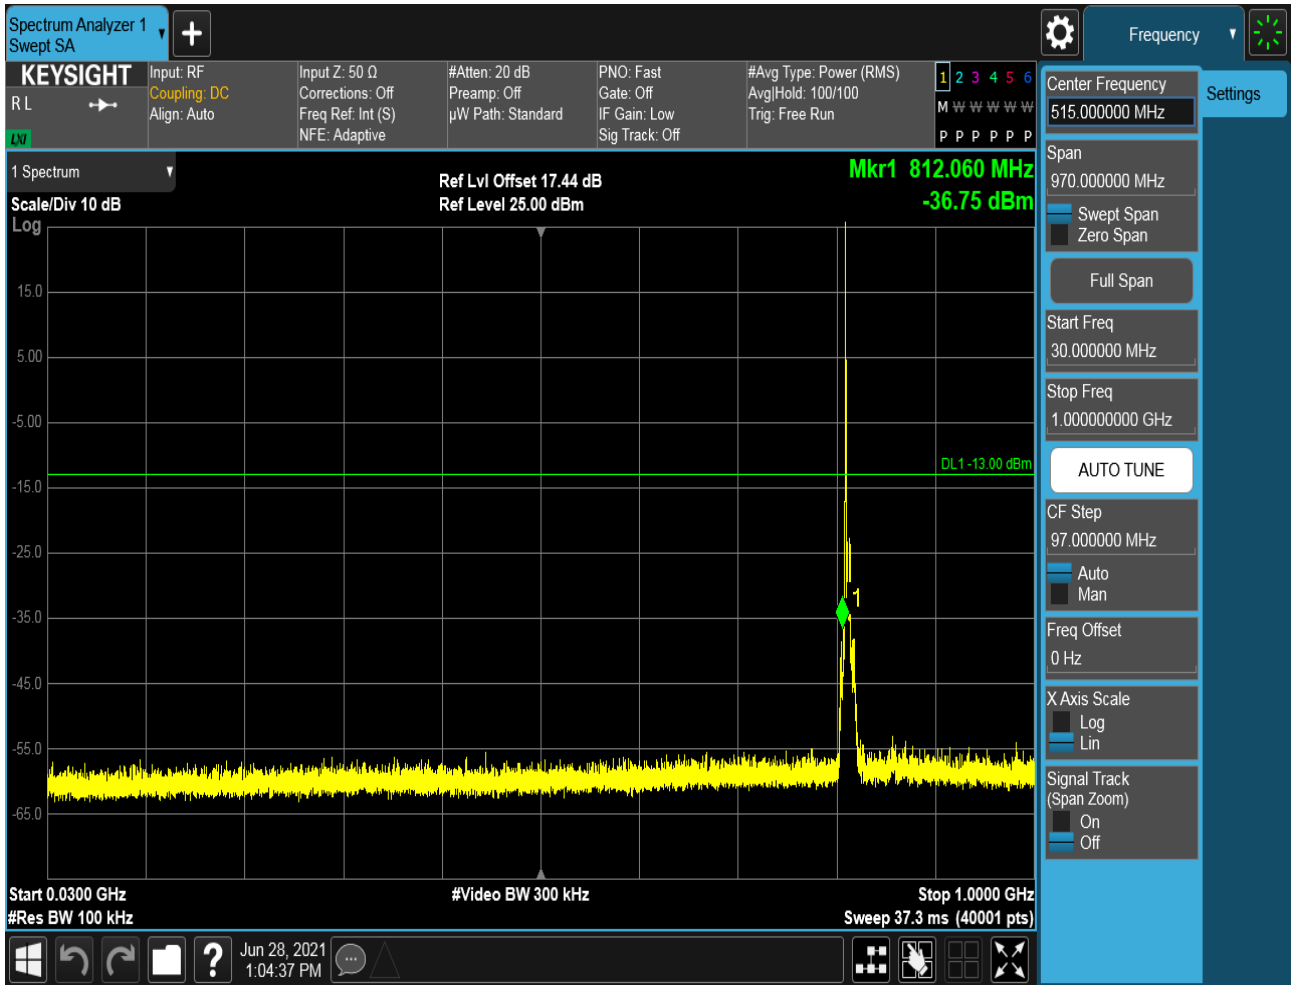 Spectrum Analyzer 1
Swept SA
Frequency
KEYSIGHT
R L
LXI
Input: RF
Coupling: DC
Align: Auto
Input Z: 50 Ω
Corrections: Off
Freq Ref: Int (S)
NFE: Adaptive
#Atten: 20 dB
Preamp: Off
µW Path: Standard
PNO: Fast
Gate: Off
IF Gain: Low
Sig Track: Off
#Avg Type: Power (RMS)
Avg|Hold: 100/100
Trig: Free Run
1 2 3 4 5 6
M W W W W W
P P P P P P
1 Spectrum
Scale/Div 10 dB
Log
Ref Lvl Offset 17.44 dB
Ref Level 25.00 dBm
Mkr1 812.060 MHz
-36.75 dBm
15.0
5.00
-5.00
DL1 -13.00 dBm
-15.0
-25.0
1
-35.0
-45.0
-55.0
-65.0
Start 0.0300 GHz
#Video BW 300 kHz
Stop 1.0000 GHz
#Res BW 100 kHz
Sweep 37.3 ms (40001 pts)
?
Jun 28, 2021
1:04:37 PM
Center Frequency
515.000000 MHz
Settings
Span
970.000000 MHz
Swept Span
Zero Span
Full Span
Start Freq
30.000000 MHz
Stop Freq
1.000000000 GHz
AUTO TUNE
CF Step
97.000000 MHz
Auto
Man
Freq Offset
0 Hz
X Axis Scale
Log
Lin
Signal Track
(Span Zoom)
On
Off